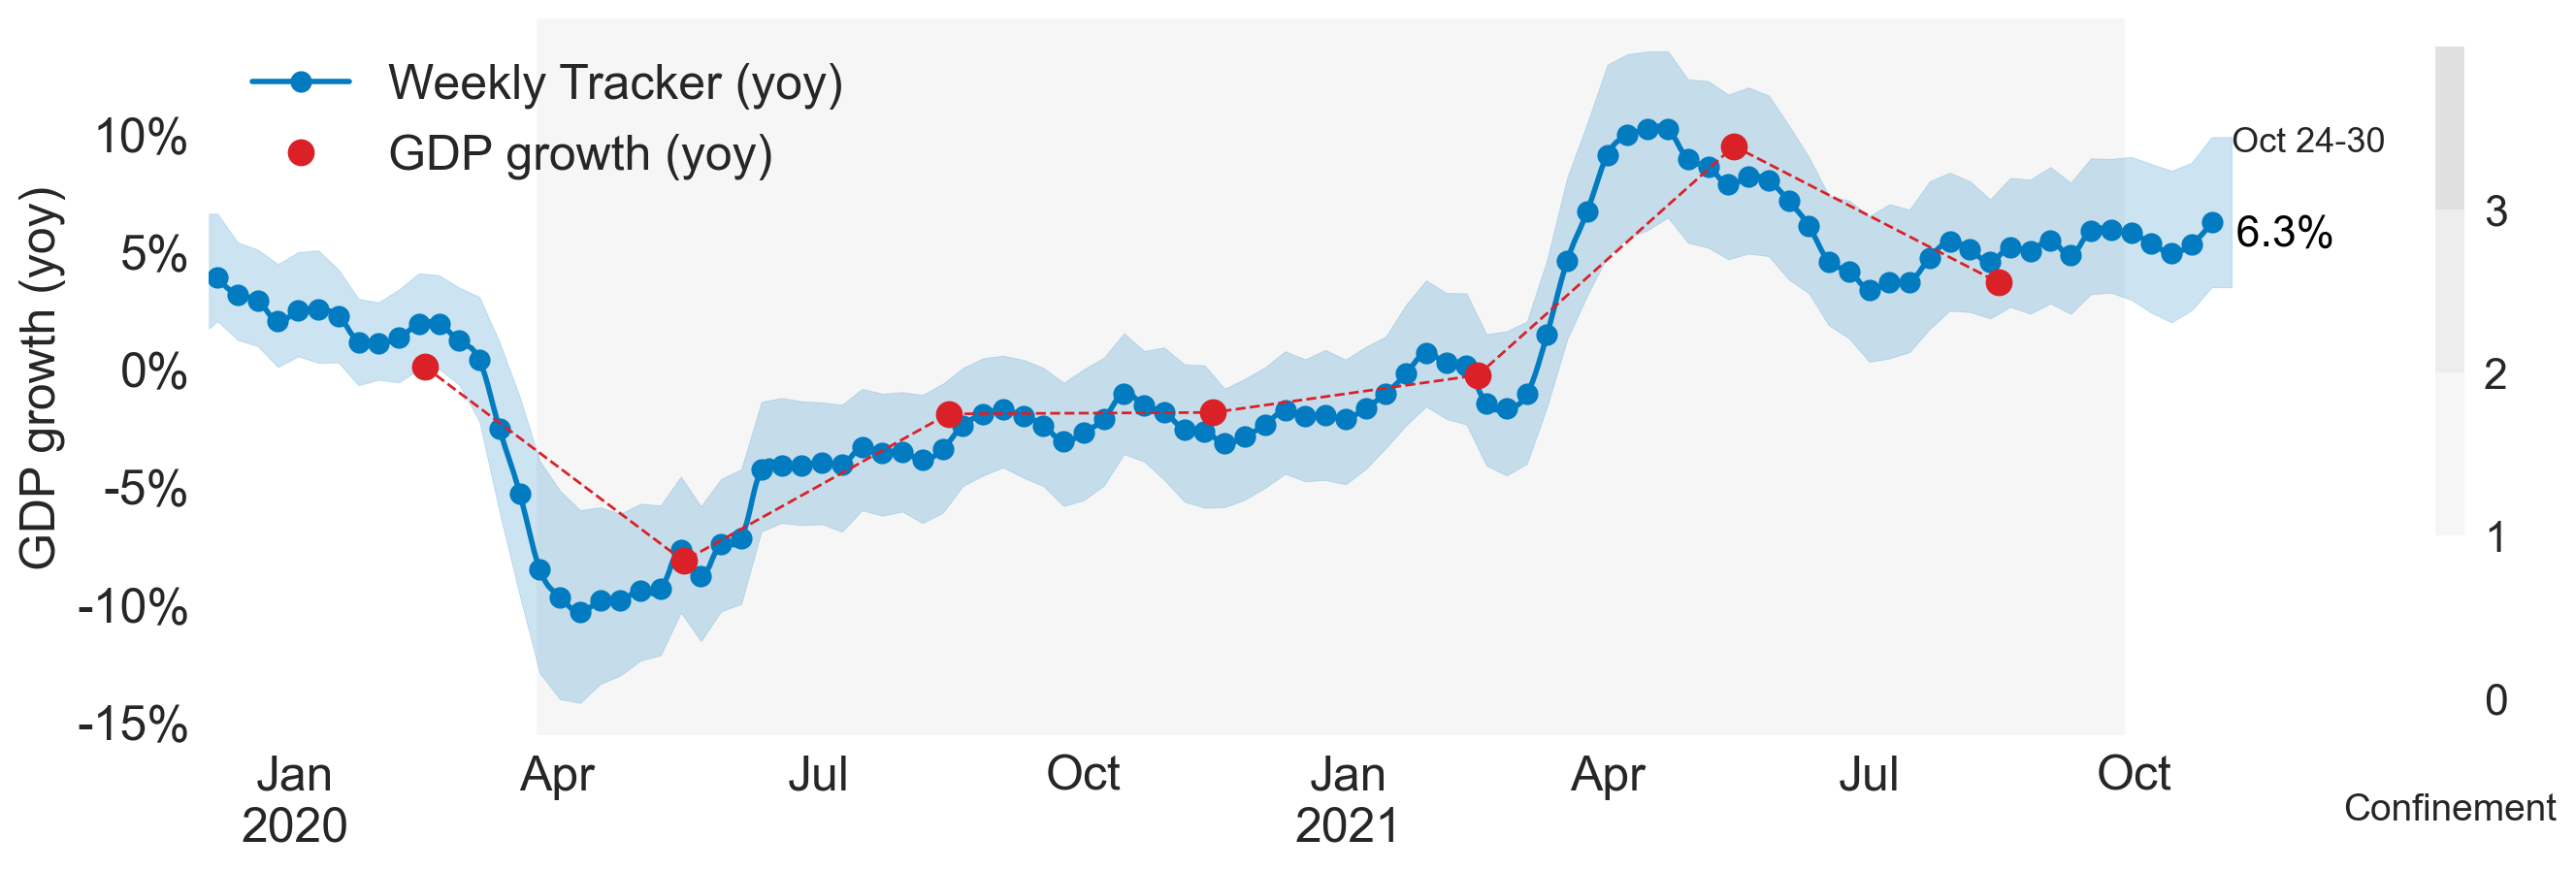 Weekly Tracker (yoy)
GDP growth (yoy)
GDP growth (yoy)
10%
5%
0%
-5%
-10%
-15%
Jan
2020
Apr
Jul
Oct
Jan
2021
Apr
Jul
Oct
Oct 24-30
6.3%
3
2
1
0
Confinement